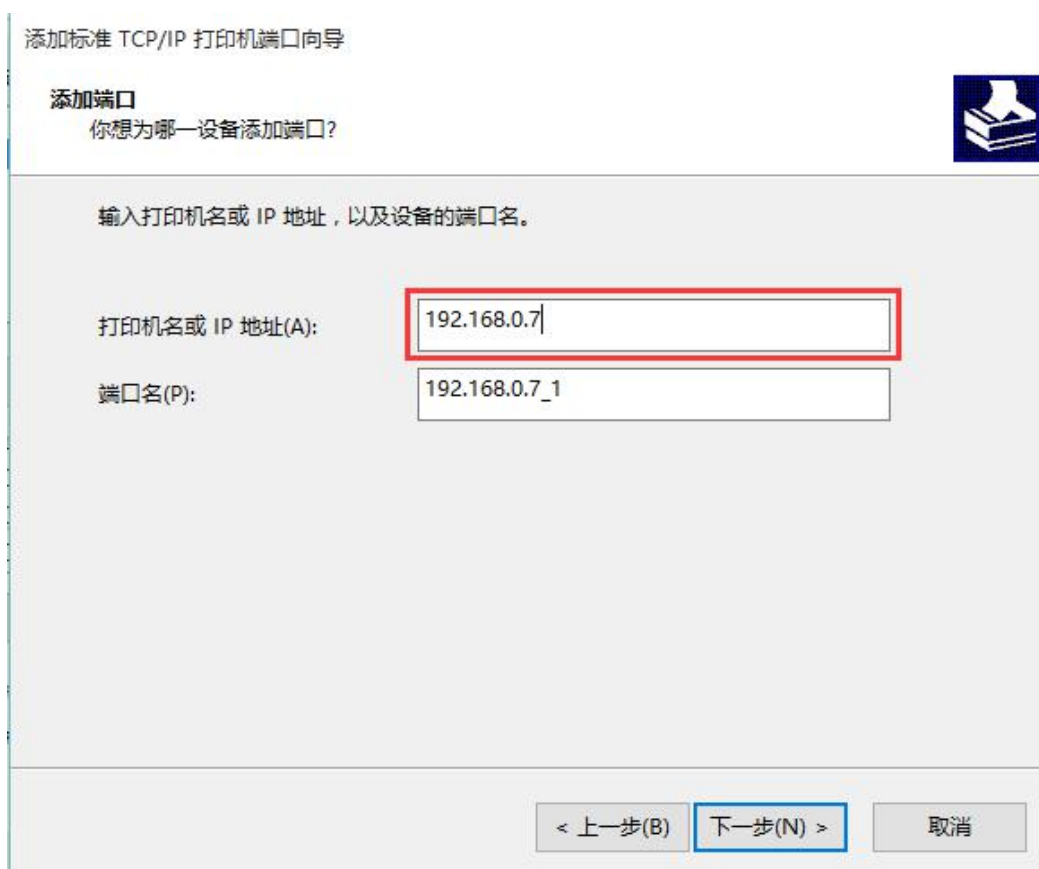 添加标准 TCP/IP 打印机端口向导
添加端口
你想为哪一设备添加端口?
输入打印机名或 IP 地址，以及设备的端口名。
打印机名或 IP 地址(A):
192.168.0.7
端口名(P):
192.168.0.7_1
< 上一步(B)
下一步(N) >
取消